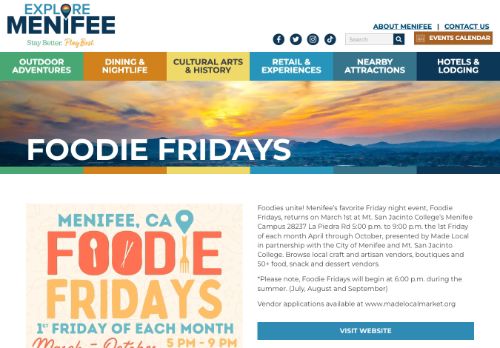 EXPLORE
MENIFEE
Stay Better. Play Best.
ABOUT MENIFEE | CONTACT US
Search
EVENTS CALENDAR
OUTDOOR ADVENTURES
DINING & NIGHTLIFE
CULTURAL ARTS & HISTORY
RETAIL & EXPERIENCES
NEARBY ATTRACTIONS
HOTELS & LODGING
FOODIE FRIDAYS
MENIFEE, CA
FOODIE
FRIDAYS
1ST FRIDAY OF EACH MONTH
March - October 5 PM - 9 PM
Foodies unite! Menifee's favorite Friday night event, Foodie
Fridays, returns on March 1st at Mt. San Jacinto College's Menifee
Campus 28237 La Piedra Rd 5:00 p.m. to 9:00 p.m. the 1st Friday
of each month April through October, presented by Made Local
in partnership with the City of Menifee and Mt. San Jacinto
College. Browse local craft and artisan vendors, boutiques and
50+ food, snack and dessert vendors
*Please note, Foodie Fridays will begin at 6:00 p.m. during the
summer. (July, August and September)
Vendor applications available at www.madelocalmarket.org
VISIT WEBSITE